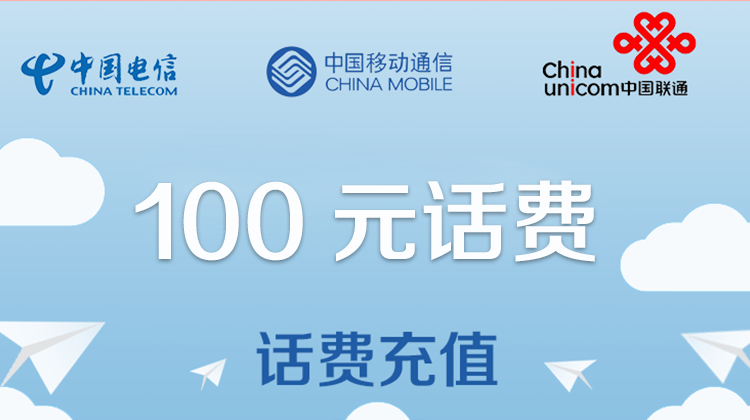 中国电信
CHINA TELECOM
中国移动通信
CHINA MOBILE
China
unicom中国联通
100 元话费
话费充值